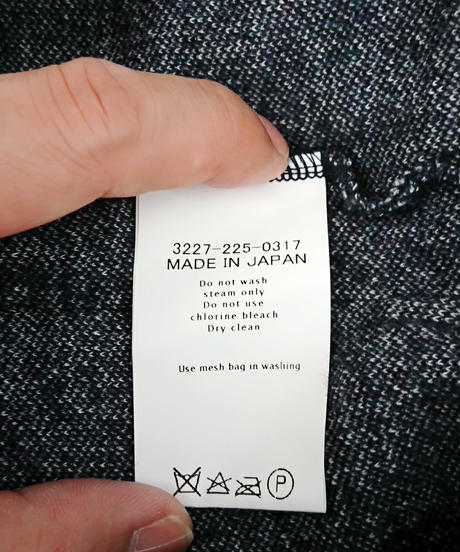 3227-225-0317
MADE IN JAPAN
Do not wash
steam only
Do not use
chlorine bleach
Dry clean
Use mesh bag in washing
P